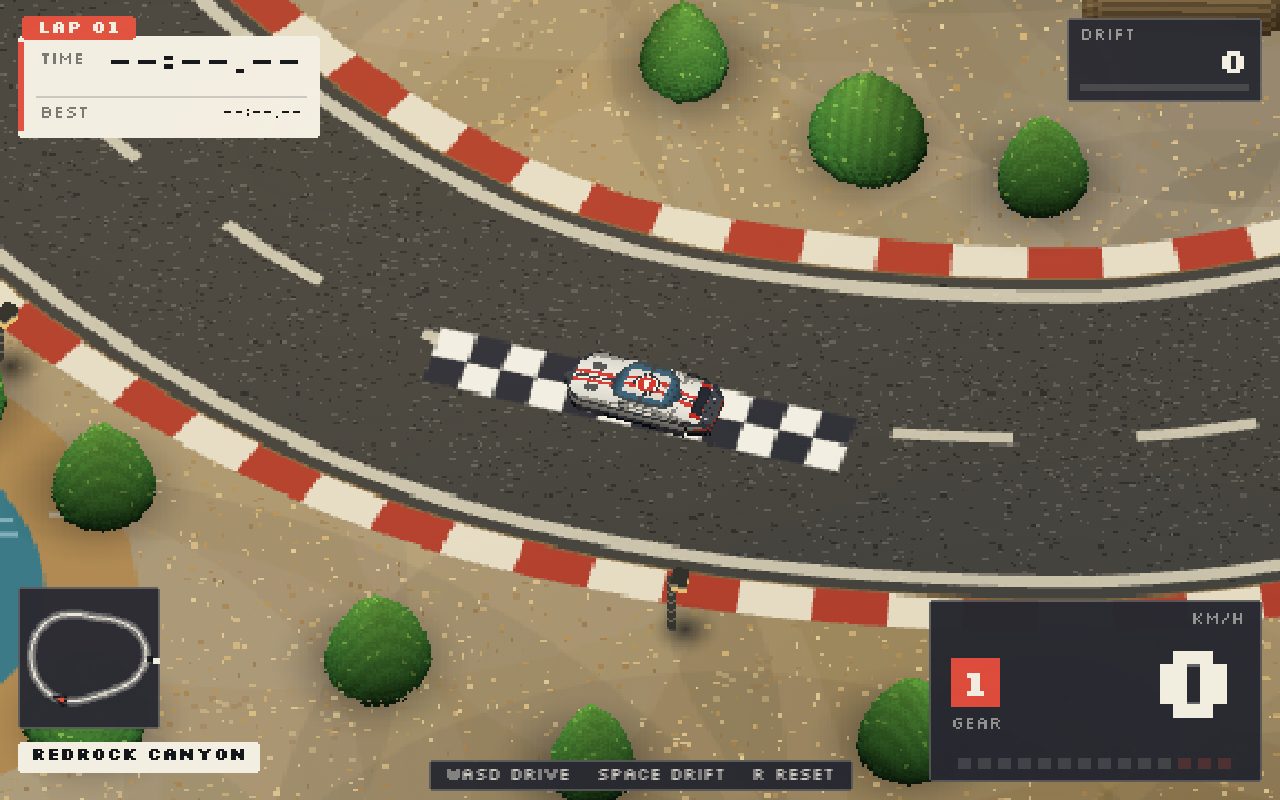 LAP 01
TIME --:--.--
BEST --:--.--
DRIFT
0
KM/H
1
0
GEAR
REDROCK CANYON
WASD DRIVE SPACE DRIFT R RESET